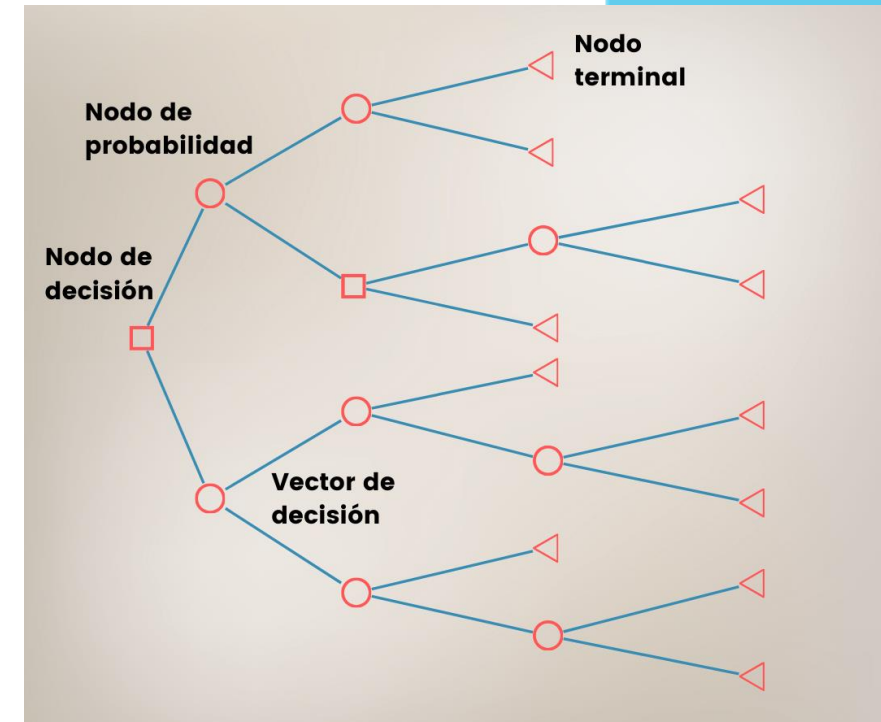 Nodo
terminal
Nodo de
probabilidad
Nodo de
decisión
Vector de
decisión